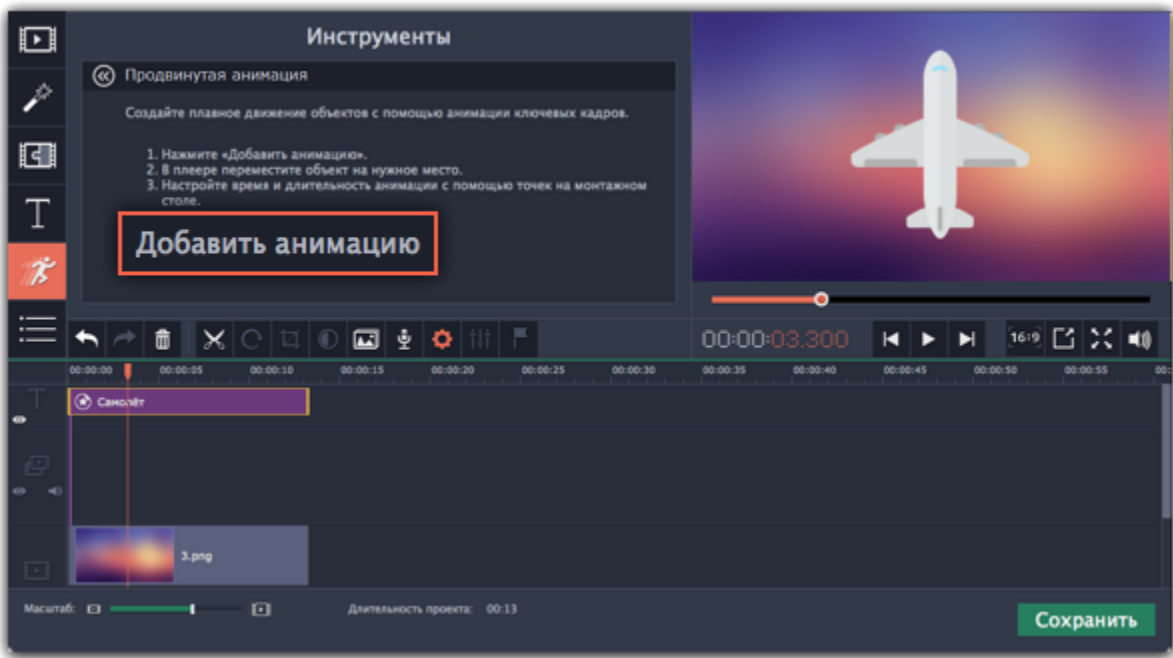 Инструменты
Продвинутая анимация
Создайте плавное движение объектов с помощью анимации ключевых кадров.
1. Нажмите «Добавить анимацию».
2. В плеере переместите объект на нужное место.
3. Настройте время и длительность анимации с помощью точек на монтажном
столе.
Добавить анимацию
T
00:00:03.300
16:9
00:00:00 00:00:05 00:00:10 00:00:15 00:00:20 00:00:25 00:00:30 00:00:35 00:00:40 00:00:45 00:00:50 00:00:55 00:
T
Самолёт
3.png
Масштаб:
Длительность проекта: 00:13
Сохранить